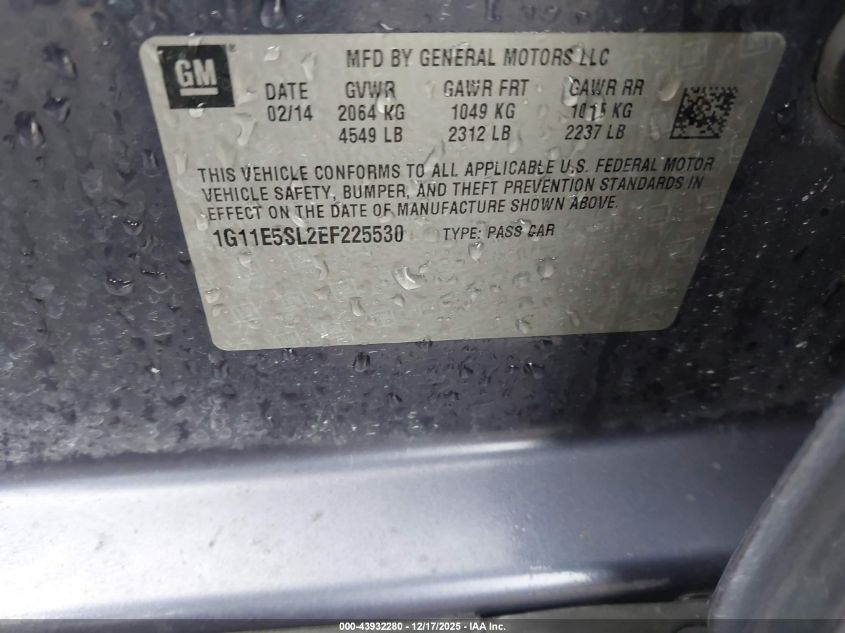 GM ® MFD BY GENERAL MOTORS LLC
DATE GVWR GAWR FRT GAWR RR
02/14 2064 KG 1049 KG 1015 KG
4549 LB 2312 LB 2237 LB
THIS VEHICLE CONFORMS TO ALL APPLICABLE U.S. FEDERAL MOTOR
VEHICLE SAFETY, BUMPER, AND THEFT PREVENTION STANDARDS IN
EFFECT ON THE DATE OF MANUFACTURE SHOWN ABOVE.
1G11E5SL2EF225530 TYPE: PASS CAR
000-43932280 - 12/17/2025 - IAA